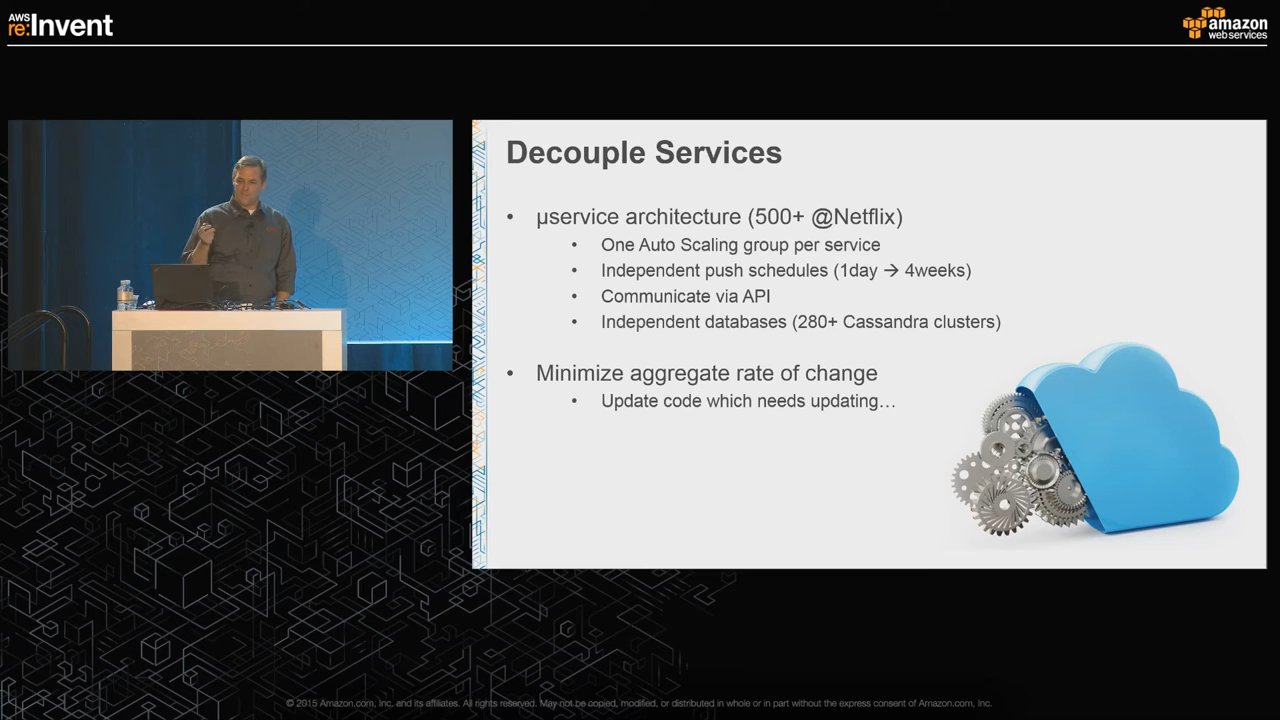 AWS
re:Invent
amazon
web services
Decouple Services
• µservice architecture (500+ @Netflix)
• One Auto Scaling group per service
• Independent push schedules (1day → 4weeks)
• Communicate via API
• Independent databases (280+ Cassandra clusters)
• Minimize aggregate rate of change
• Update code which needs updating…
© 2015 Amazon.com, Inc. and its affiliates. All rights reserved. May not be copied, modified, or distributed in whole or in part without the express consent of Amazon.com, Inc.